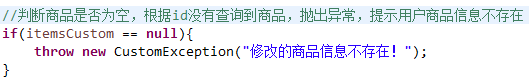 //判断商品是否为空，根据id没有查询到商品，抛出异常，提示用户商品信息不存在
if(itemsCustom == null){
    throw new CustomException("修改的商品信息不存在！");
}